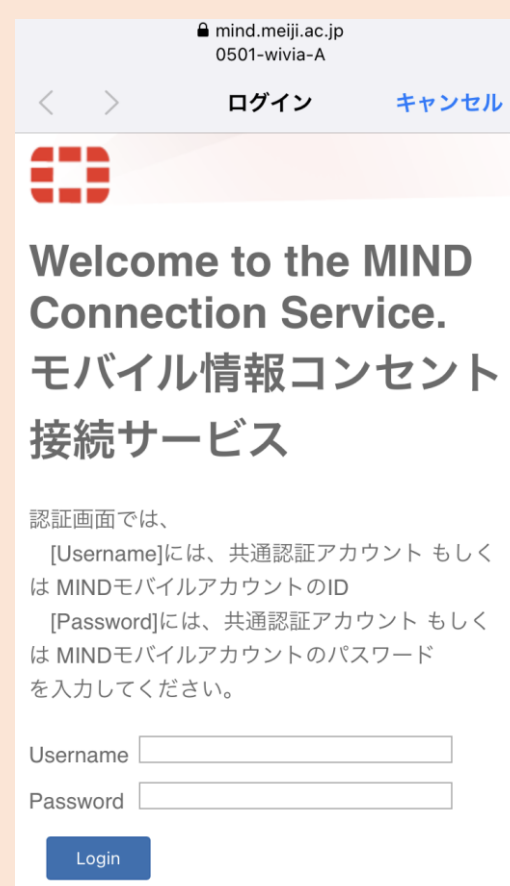 mind.meiji.ac.jp
0501-wivia-A
ログイン
キャンセル
Welcome to the MIND
Connection Service.
モバイル情報コンセント
接続サービス
認証画面では、
[Username]には、共通認証アカウント もしく
は MINDモバイルアカウントのID
[Password]には、共通認証アカウント もしく
は MINDモバイルアカウントのパスワード
を入力してください。
Username
Password
Login